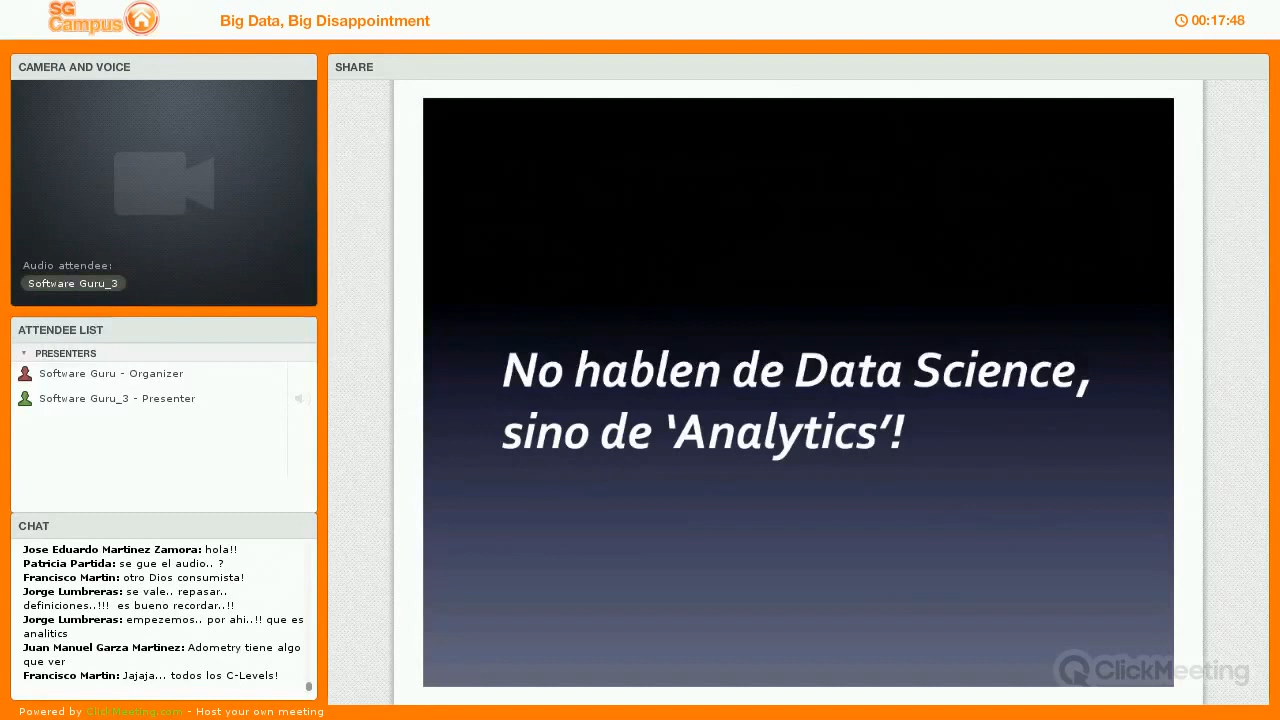 SG
Campus
Big Data, Big Disappointment
00:17:48
CAMERA AND VOICE
Audio attendee:
Software Guru_3
ATTENDEE LIST
PRESENTERS
Software Guru - Organizer
Software Guru_3 - Presenter
CHAT
Jose Eduardo Martinez Zamora: hola!!
Patricia Partida: se gue el audio.. ?
Francisco Martin: otro Dios consumista!
Jorge Lumbreras: se vale.. repasar..
definiciones..!!! es bueno recordar..!!
Jorge Lumbreras: empezemos.. por ahi..!! que es
analitics
Juan Manuel Garza Martinez: Adometry tiene algo
que ver
Francisco Martin: Jajaja... todos los C-Levels!
Powered by ClickMeeting.com - Host your own meeting
SHARE
No hablen de Data Science,
sino de ‘Analytics’!
ClickMeeting